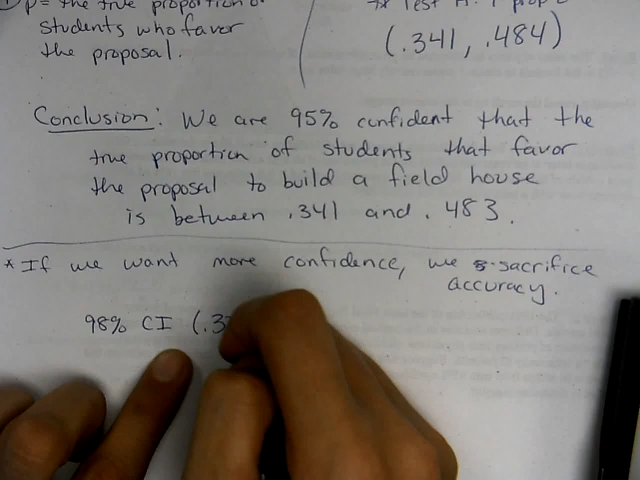 p= the true proportion of
students who favor
the proposal.
(.341, .484)
Conclusion: We are 95% confident that the
true proportion of students that favor
the proposal to build a field house
is between .341 and .483.
* If we want more confidence, we sacrifice
accuracy.
98% CI (.3